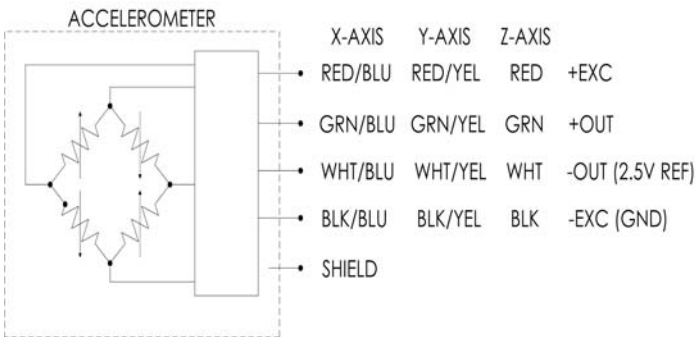 ACCELEROMETER
X-AXIS Y-AXIS Z-AXIS
RED/BLU RED/YEL RED +EXC
GRN/BLU GRN/YEL GRN +OUT
WHT/BLU WHT/YEL WHT -OUT (2.5V REF)
BLK/BLU BLK/YEL BLK -EXC (GND)
SHIELD